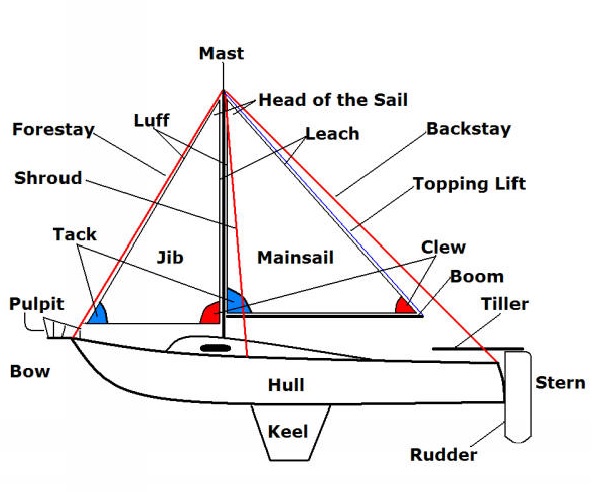 Mast
Head of the Sail
Luff
Forestay
Leach
Backstay
Shroud
Topping Lift
Tack
Clew
Jib
Mainsail
Boom
Pulpit
Tiller
Bow
Hull
Stern
Keel
Rudder